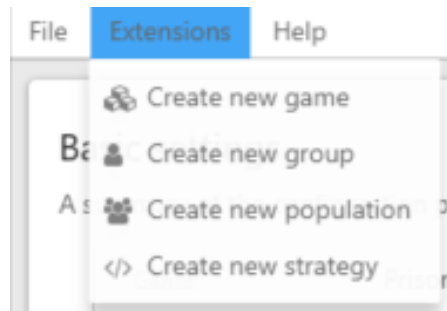 File Extensions Help
Create new game
Create new group
Create new population
</> Create new strategy